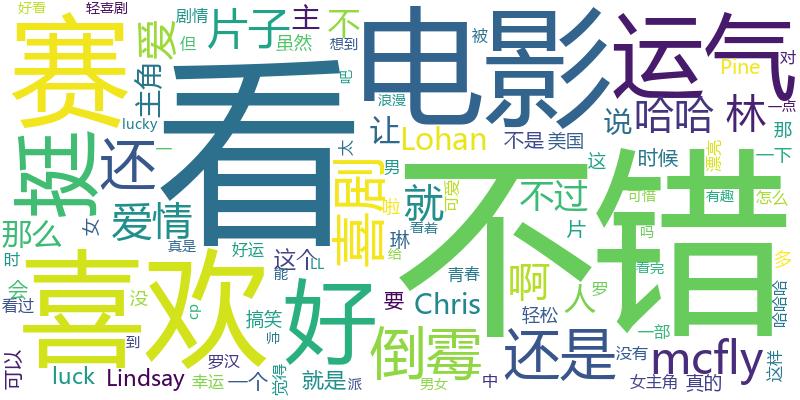 好看
轻喜剧
剧情
片子
主
不
爱
但
虽然
想到
赛
看
电影
运气
被
对
吧
Pine
主角
lucky
浪漫
一点
挺
还
让
Lohan
哈哈
林
说
那
不是
美国
漂亮
喜剧
男
太
这
时候
一下
一
爱情
就
不过
不错
可惜
有趣
怎么
那么
女
啦
可爱
琳
看着
片
吗
真是
好运
这个
LL
给
时
喜欢
好
能
青春
啊
人
罗
看完
多
会
没
要
Chris
轻松
哈哈哈
看过
cp
搞笑
倒霉
还是
一部
到
帅
mcfly
没有
这样
可以
罗汉
觉得
luck
Lindsay
幸运
一个
就是
派
男女
中
女主角
真的